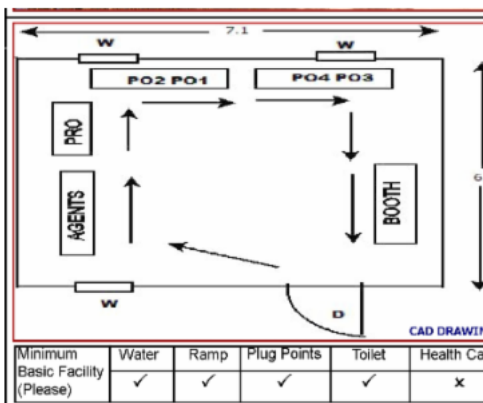 7.1
W
W
PO2 PO1
PO4 PO3
PRO
AGENTS
BOOTH
6
W
D
CAD DRAWIN
Minimum Basic Facility (Please)
Water
Ramp
Plug Points
Toilet
Health Ca
✓
✓
✓
✓
x